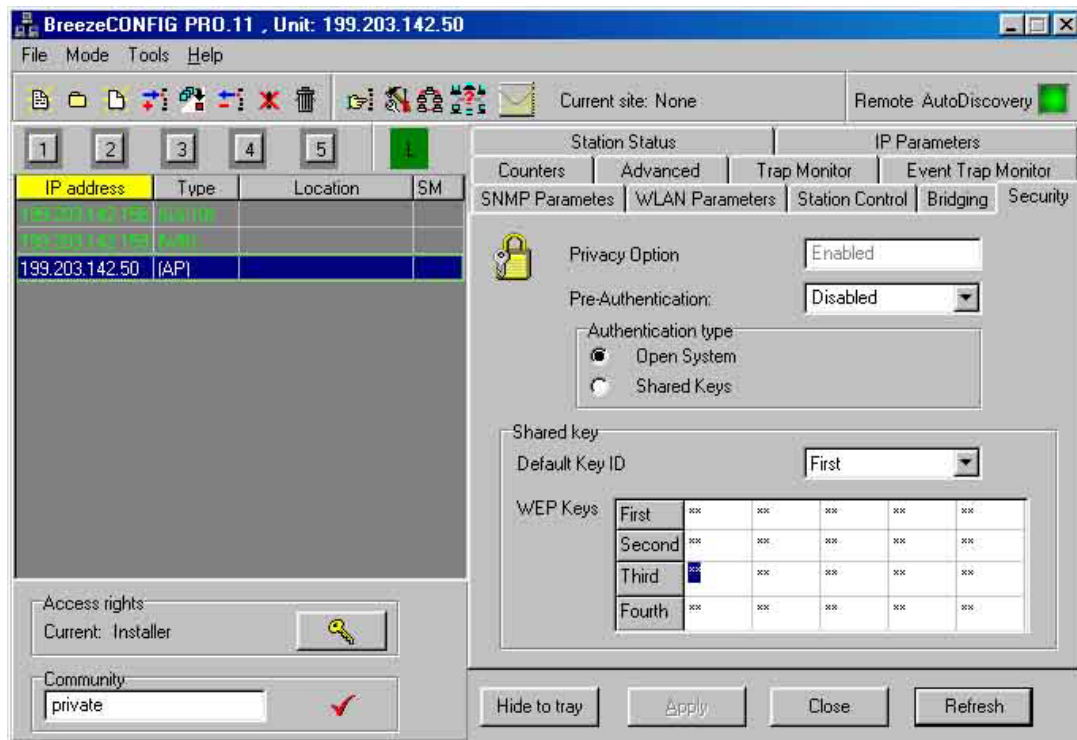 BreezeCONFIG PRO.11 , Unit: 199.203.142.50
File Mode Tools Help
Current site: None
Remote AutoDiscovery
1 2 3 4 5 L
IP address Type Location SM
199.203.142.50 (AP)
Access rights
Current: Installer
Community
private
Station Status IP Parameters
Counters Advanced Trap Monitor Event Trap Monitor
SNMP Parametes WLAN Parameters Station Control Bridging Security
Privacy Option Enabled
Pre-Authentication: Disabled
Authentication type
Open System
Shared Keys
Shared key
Default Key ID First
WEP Keys
First ** ** ** ** **
Second ** ** ** ** **
Third ** ** ** ** **
Fourth ** ** ** ** **
Hide to tray Apply Close Refresh